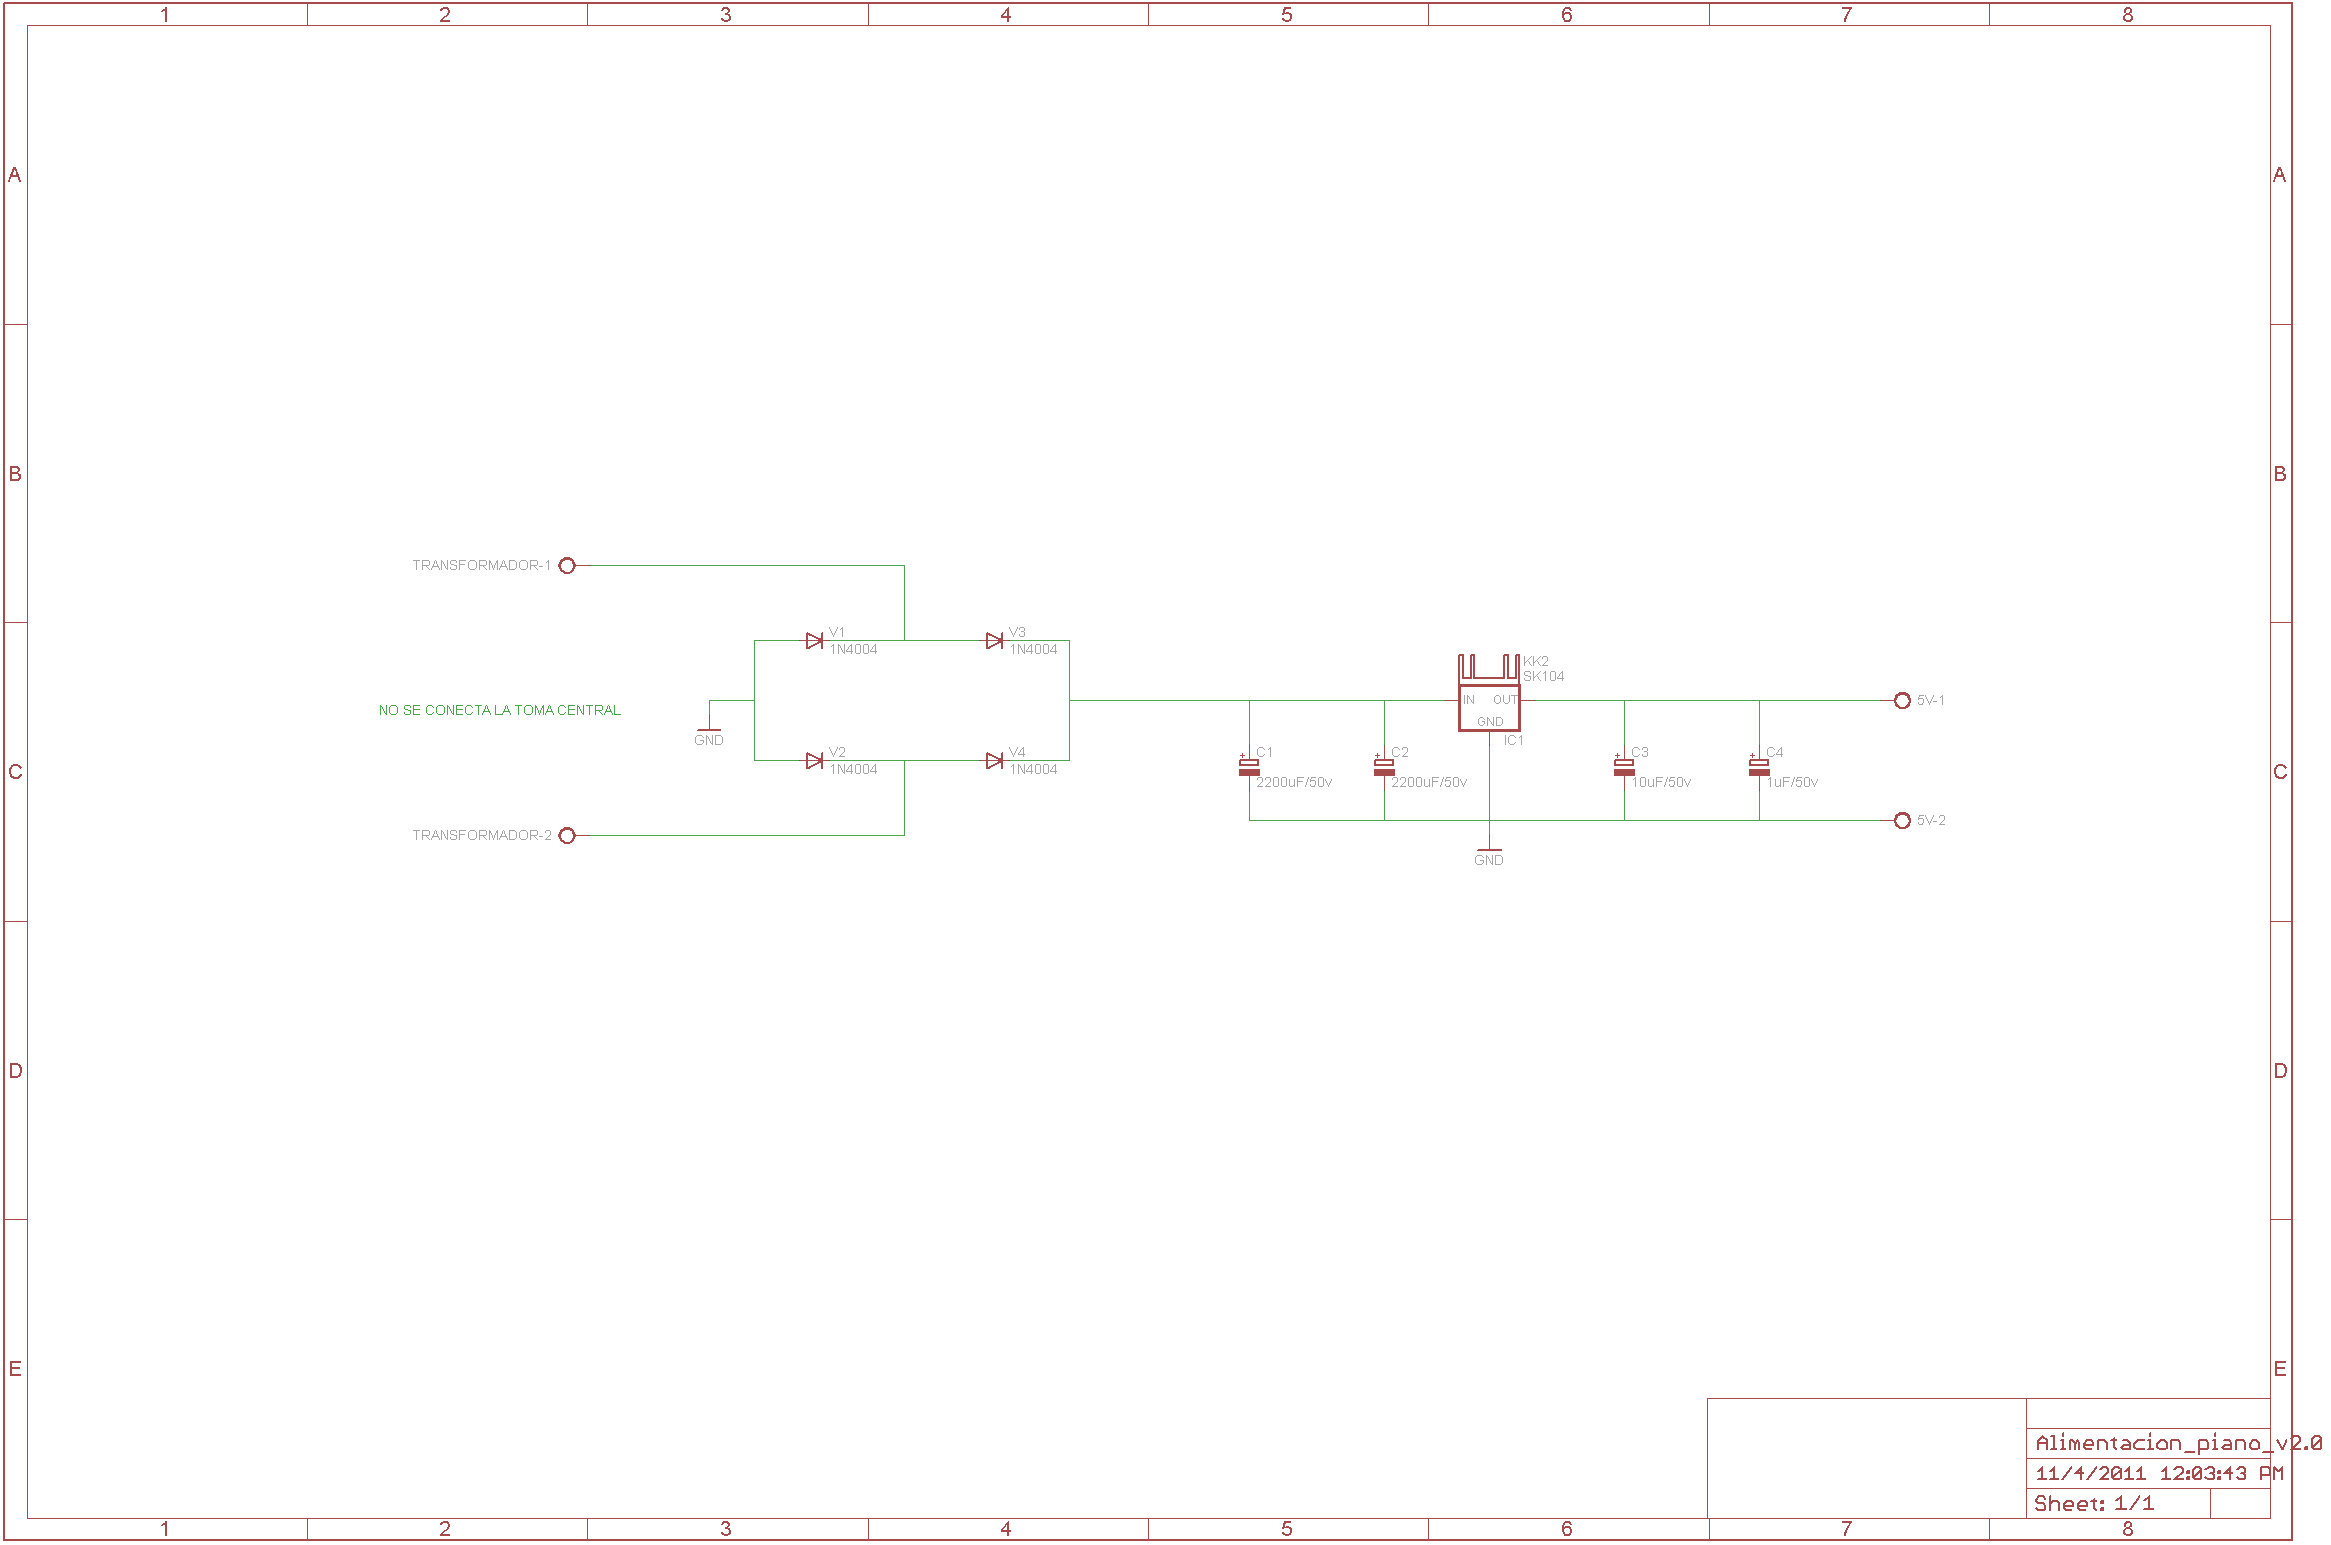 1 2 3 4 5 6 7 8
A A
B B
TRANSFORMADOR-1
V1
1N4004
V3
1N4004
NO SE CONECTA LA TOMA CENTRAL
GND
V2
1N4004
V4
1N4004
TRANSFORMADOR-2
KK2
SK104
IN OUT
GND
IC1
5V-1
C1
2200uF/50v
C2
2200uF/50v
C3
10uF/50v
C4
1uF/50v
5V-2
GND
C C
D D
E E
Alimentacion_piano_v2.0
11/4/2011 12:03:43 PM
Sheet: 1/1
1 2 3 4 5 6 7 8